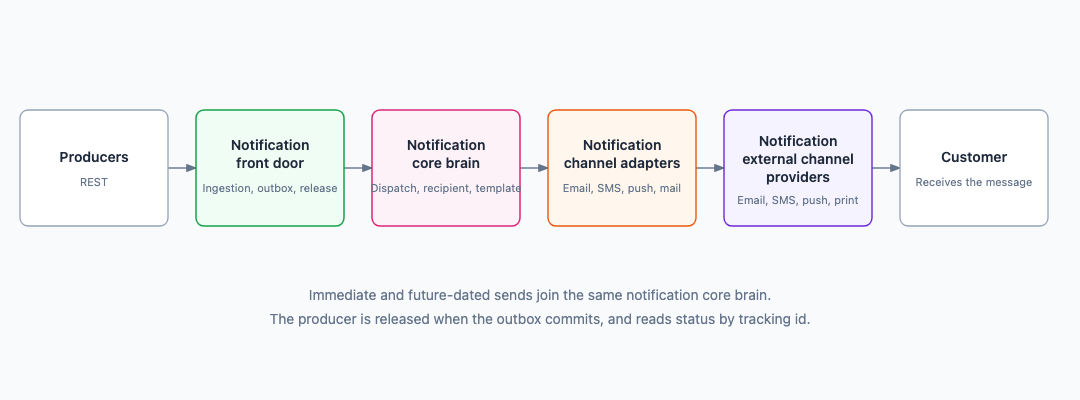 Producers
REST
Notification
front door
Ingestion, outbox, release
Notification
core brain
Dispatch, recipient, template
Notification
channel adapters
Email, SMS, push, mail
Notification
external channel
providers
Email, SMS, push, print
Customer
Receives the message
Immediate and future-dated sends join the same notification core brain.
The producer is released when the outbox commits, and reads status by tracking id.